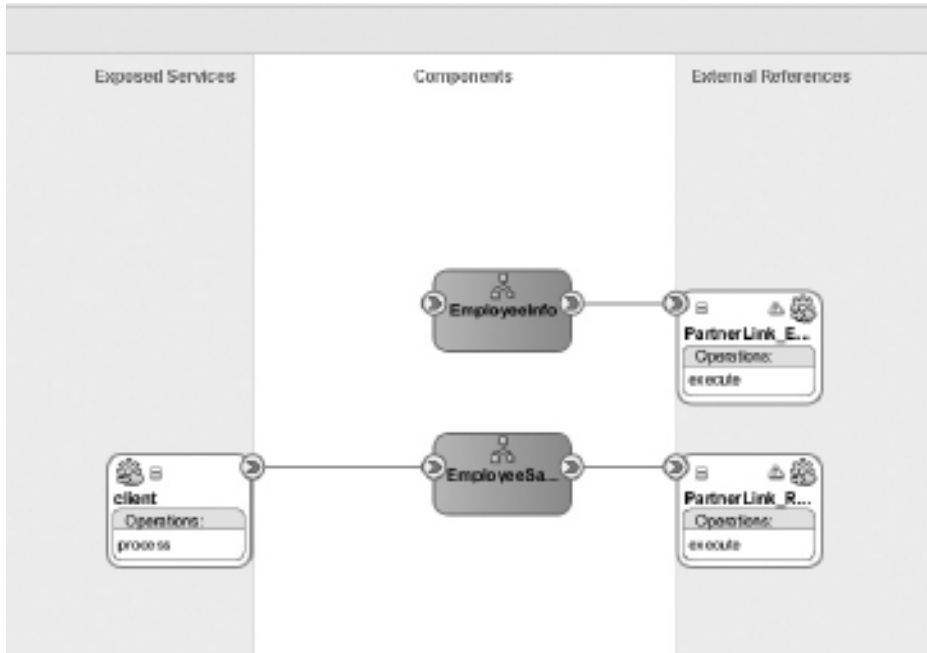 Exposed Services
Components
External References
EmployeeInfo
PartnerLink_E...
Operations:
execute
client
Operations:
process
EmployeeSa...
PartnerLink_R...
Operations:
execute